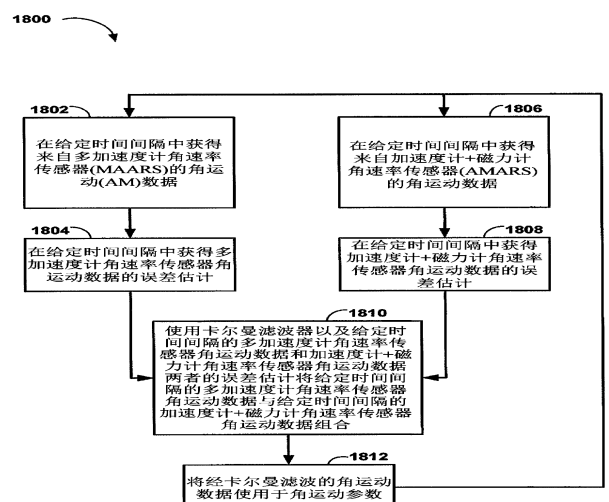 1800
1802
在给定时间间隔中获得
来自多加速度计角速率
传感器(MAARS)的角运
动(AM)数据
1806
在给定时间间隔中获得
来自加速度计+磁力计
角速率传感器(AMARS)
的角运动数据
1804
在给定时间间隔中获得多
加速度计角速率传感器角
运动数据的误差估计
1808
在给定时间间隔中获得
加速度计+磁力计角速率
传感器角运动数据的误
差估计
1810
使用卡尔曼滤波器以及给定时
间间隔的多加速度计角速率传
感器角运动数据和加速度计+磁
力计角速率传感器角运动数据
两者的误差估计将给定时间间
隔的多加速度计角速率传感器
角运动数据与给定时间间隔的
加速度计+磁力计角速率传感器
角运动数据组合
1812
将经卡尔曼滤波的角运动
数据使用于角运动参数